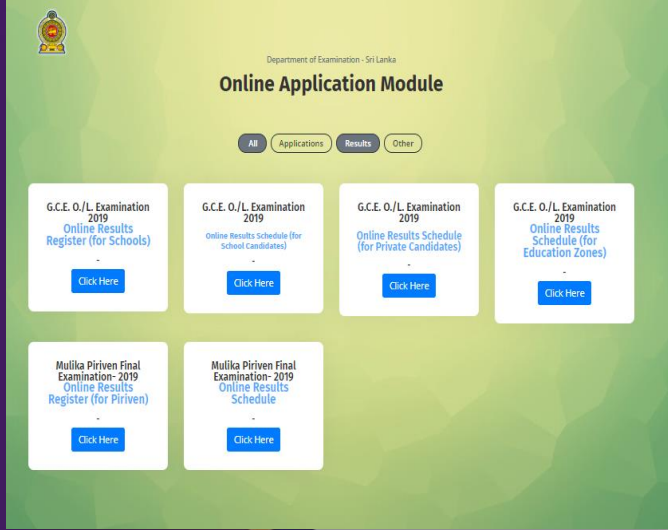 Department of Examination - Sri Lanka
Online Application Module
All Applications Results Other
G.C.E. O./L. Examination
2019
Online Results
Register (for Schools)
-
Click Here
G.C.E. O./L. Examination
2019
Online Results Schedule (for
School Candidates)
-
Click Here
G.C.E. O./L. Examination
2019
Online Results Schedule
(for Private Candidates)
-
Click Here
G.C.E. O./L. Examination
2019
Online Results
Schedule (for
Education Zones)
-
Click Here
Mulika Piriven Final
Examination- 2019
Online Results
Register (for Piriven)
-
Click Here
Mulika Piriven Final
Examination- 2019
Online Results
Schedule
-
Click Here